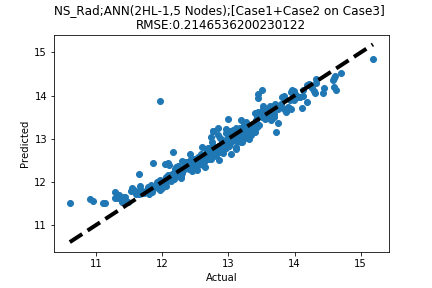 NS_Rad;ANN(2HL-1,5 Nodes);[Case1+Case2 on Case3]
RMSE:0.2146536200230122
15
14
13
12
11
Predicted
11
12
13
14
15
Actual